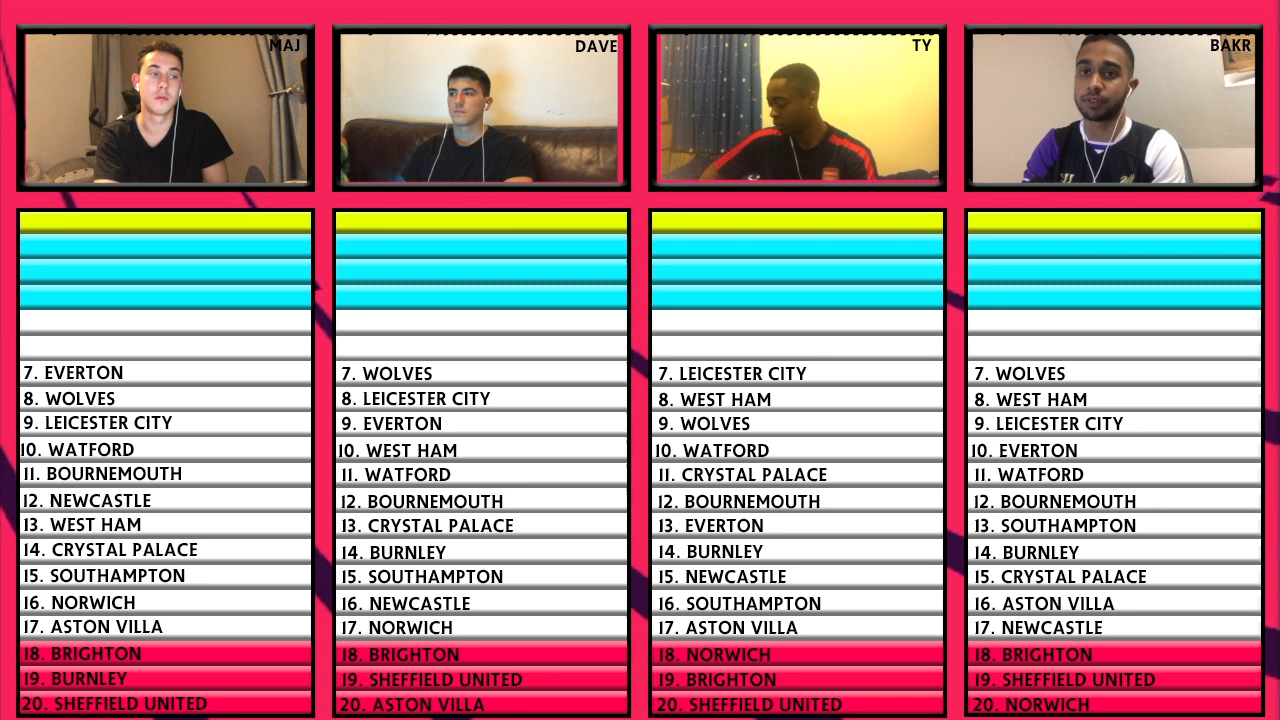 MAJ
DAVE
TY
BAKR
7. EVERTON
8. WOLVES
9. LEICESTER CITY
10. WATFORD
11. BOURNEMOUTH
12. NEWCASTLE
13. WEST HAM
14. CRYSTAL PALACE
15. SOUTHAMPTON
16. NORWICH
17. ASTON VILLA
18. BRIGHTON
19. BURNLEY
20. SHEFFIELD UNITED
7. WOLVES
8. LEICESTER CITY
9. EVERTON
10. WEST HAM
11. WATFORD
12. BOURNEMOUTH
13. CRYSTAL PALACE
14. BURNLEY
15. SOUTHAMPTON
16. NEWCASTLE
17. NORWICH
18. BRIGHTON
19. SHEFFIELD UNITED
20. ASTON VILLA
7. LEICESTER CITY
8. WEST HAM
9. WOLVES
10. WATFORD
11. CRYSTAL PALACE
12. BOURNEMOUTH
13. EVERTON
14. BURNLEY
15. NEWCASTLE
16. SOUTHAMPTON
17. ASTON VILLA
18. NORWICH
19. BRIGHTON
20. SHEFFIELD UNITED
7. WOLVES
8. WEST HAM
9. LEICESTER CITY
10. EVERTON
11. WATFORD
12. BOURNEMOUTH
13. SOUTHAMPTON
14. BURNLEY
15. CRYSTAL PALACE
16. ASTON VILLA
17. NEWCASTLE
18. BRIGHTON
19. SHEFFIELD UNITED
20. NORWICH